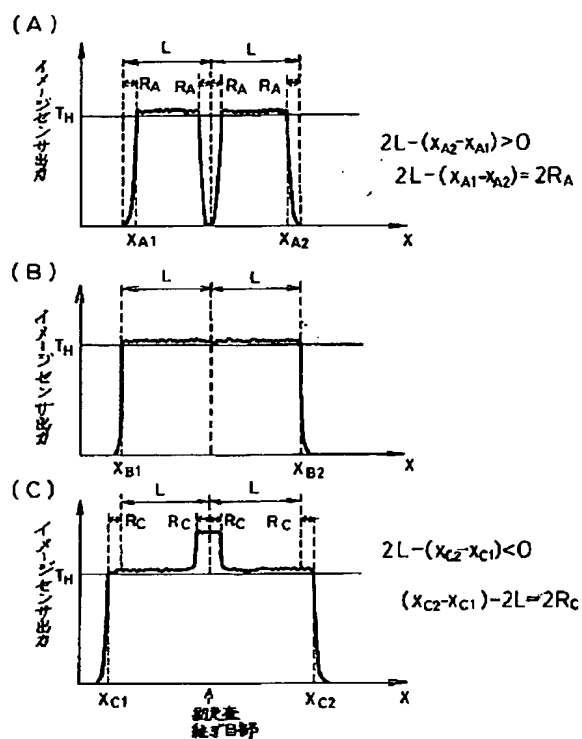 (A)
L L
RA RA RA RA
イメージセンサ出力
TH
2L-(XA2-XA1)>0
2L-(XA1-XA2)=2RA
XA1 XA2 X
(B)
L L
イメージセンサ出力
TH
XB1 XB2 X
(C)
L L
RC RC RC RC
イメージセンサ出力
TH
2L-(XC2-XC1)<0
(XC2-XC1)-2L=2RC
XC1 XC2 X
副走査
継ぎ目部